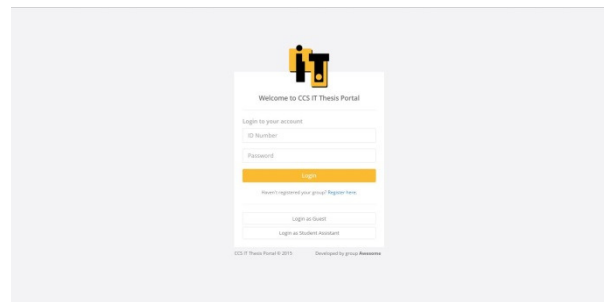 iT
Welcome to CCS IT Thesis Portal
Login to your account
ID Number
Password
Login
Haven't registered your group? Register here.
Login as Guest
Login as Student Assistant
CCS IT Thesis Portal © 2015 Developed by group Awesome